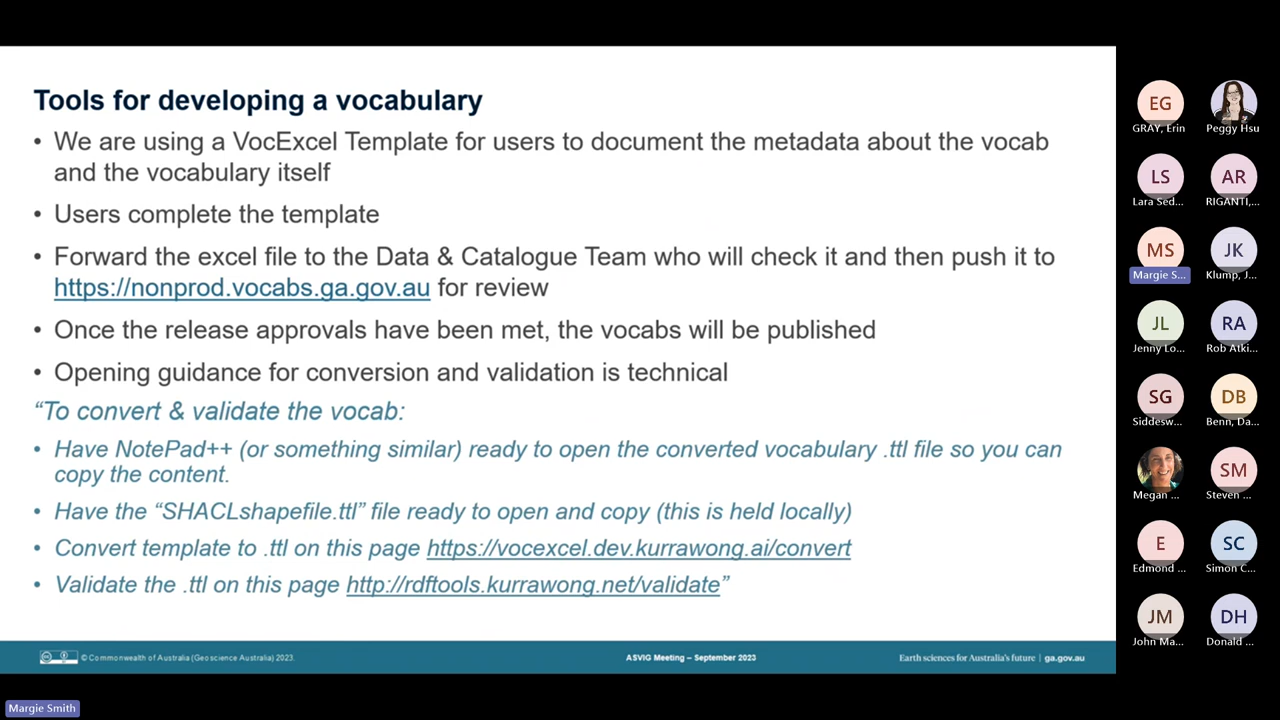 Tools for developing a vocabulary
• We are using a VocExcel Template for users to document the metadata about the vocab
and the vocabulary itself
• Users complete the template
• Forward the excel file to the Data & Catalogue Team who will check it and then push it to
https://nonprod.vocabs.ga.gov.au for review
• Once the release approvals have been met, the vocabs will be published
• Opening guidance for conversion and validation is technical
“To convert & validate the vocab:
• Have NotePad++ (or something similar) ready to open the converted vocabulary .ttl file so you can
copy the content.
• Have the “SHACLshapefile.ttl” file ready to open and copy (this is held locally)
• Convert template to .ttl on this page https://vocexcel.dev.kurrawong.ai/convert
• Validate the .ttl on this page http://rdftools.kurrawong.net/validate”
© Commonwealth of Australia (Geoscience Australia) 2023.
ASVIG Meeting – September 2023
Earth sciences for Australia's future | ga.gov.au
EG
GRAY, Erin
Peggy Hsu
LS
Lara Sed...
AR
RIGANTI,...
MS
Margie S...
JK
Klump, J...
JL
Jenny Lo...
RA
Rob Atki...
SG
Siddesw...
DB
Benn, Da...
Megan ...
SM
Steven ...
E
Edmond ...
SC
Simon C...
JM
John Ma...
DH
Donald ...
Margie Smith